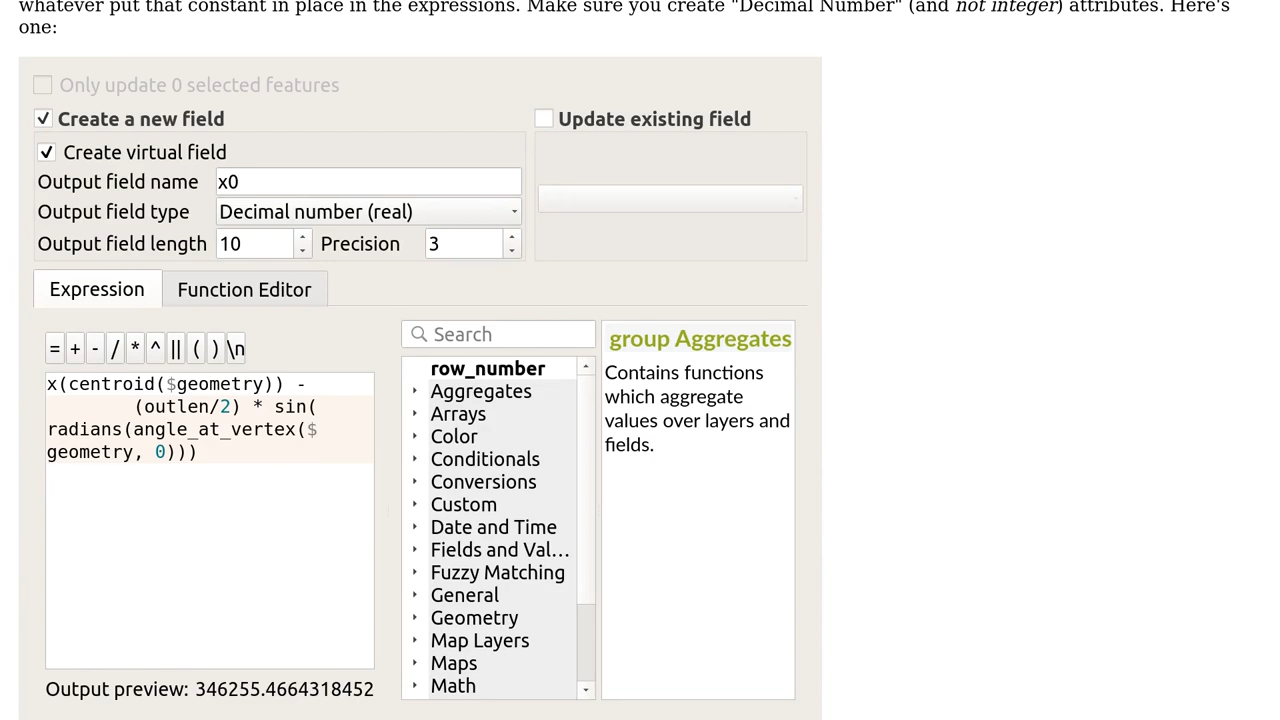 whatever put that constant in place in the expressions. Make sure you create "Decimal Number" (and not integer) attributes. Here's
one:
Only update 0 selected features
Create a new field
Update existing field
Create virtual field
Output field name x0
Output field type Decimal number (real)
Output field length 10 Precision 3
Expression Function Editor
= + - / * ^ || ( ) \n
x(centroid($geometry)) -
(outlen/2) * sin(
radians(angle_at_vertex($
geometry, 0)))
Output preview: 346255.4664318452
Search
row_number
Aggregates
Arrays
Color
Conditionals
Conversions
Custom
Date and Time
Fields and Val…
Fuzzy Matching
General
Geometry
Map Layers
Maps
Math
group Aggregates
Contains functions
which aggregate
values over layers and
fields.